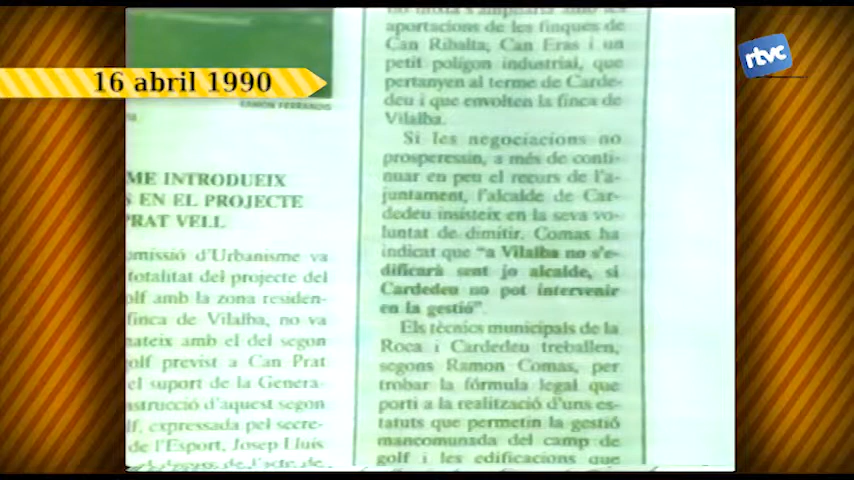 16 abril 1990
rtvc
RAMON FERRANDIS
ME INTRODUEIX
S EN EL PROJECTE
PRAT VELL
omissió d'Urbanisme va
totalitat del projecte del
olf amb la zona residen-
finca de Vilalba, no va
nateix amb el del segon
olf previst a Can Prat
el suport de la Genera-
nstrucció d'aquest segon
lf, expressada pel secre-
de l'Esport, Josep Lluís
aportacions de les finques de
Can Ribalta, Can Eras i un
petit polígon industrial, que
pertanyen al terme de Carde-
deu i que envolten la finca de
Vilalba.
Si les negociacions no
prosperessin, a més de conti-
nuar en peu el recurs de l'a-
juntament, l'alcalde de Car-
dedeu insisteix en la seva vo-
luntat de dimitir. Comas ha
indicat que "a Vilalba no s'e-
dificarà sent jo alcalde, si
Cardedeu no pot intervenir
en la gestió".
Els tècnics municipals de la
Roca i Cardedeu treballen,
segons Ramon Comas, per
trobar la fórmula legal que
porti a la realització d'uns es-
tatuts que permetin la gestió
mancomunada del camp de
golf i les edificacions que